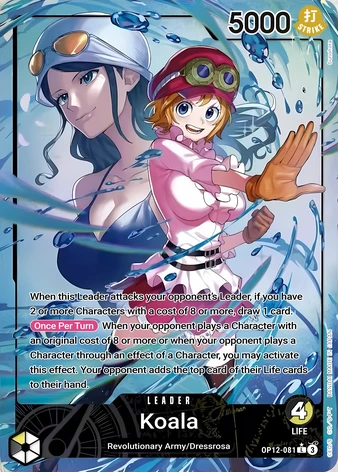 5000
打
STRIKE
When this Leader attacks your opponent's Leader, if you have
2 or more Characters with a cost of 8 or more, draw 1 card.
Once Per Turn When your opponent plays a Character with
an original cost of 8 or more or when your opponent plays a
Character through an effect of a Character, you may activate
this effect. Your opponent adds the top card of their Life cards
to their hand.
LEADER
Koala
4
LIFE
Revolutionary Army/Dressrosa
OP12-081 L 3